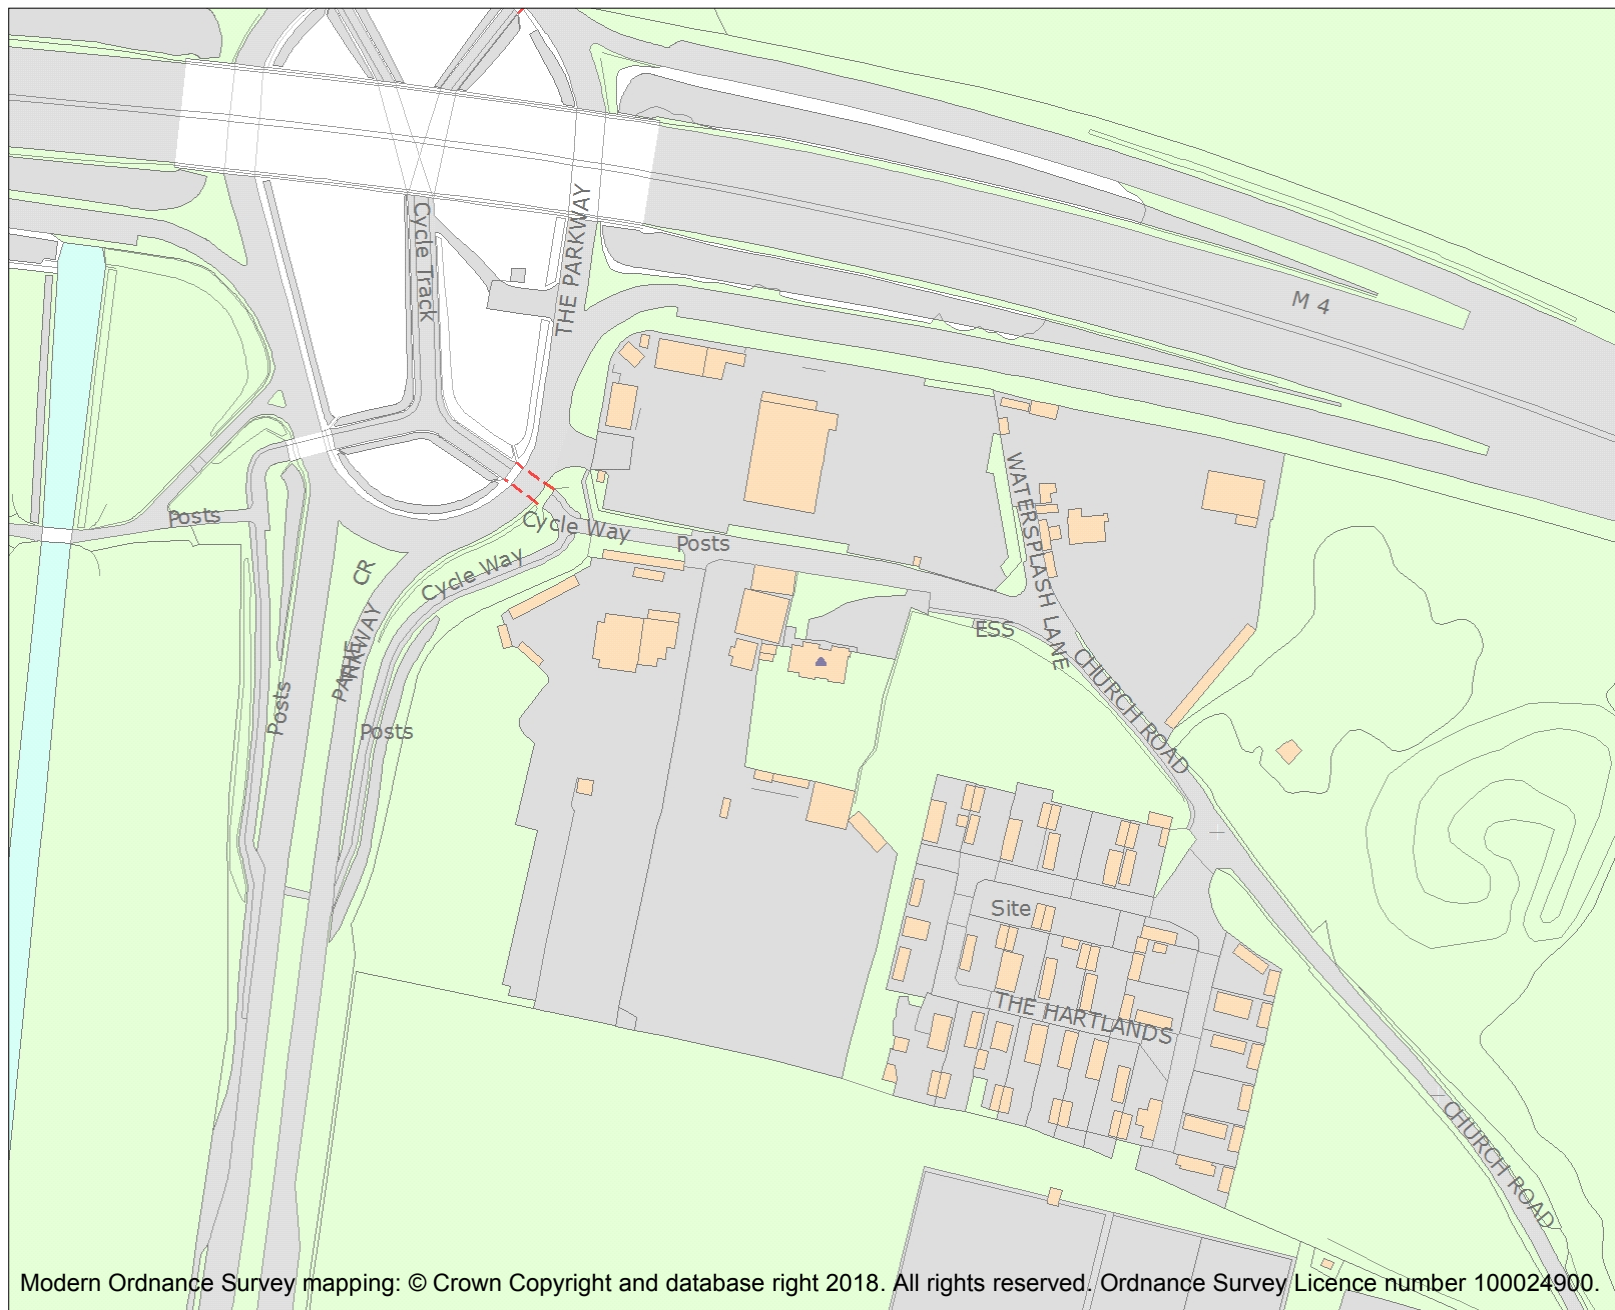 THE PARKWAY
Cycle Track
M 4
WATERSPLASH LANE
Posts
Cycle Way
Posts
CR
Cycle Way
THE
PARKWAY
ESS
CHURCH ROAD
Posts
Posts
Site
THE HARTLANDS
CHURCH ROAD
Modern Ordnance Survey mapping: © Crown Copyright and database right 2018. All rights reserved. Ordnance Survey Licence number 100024900.